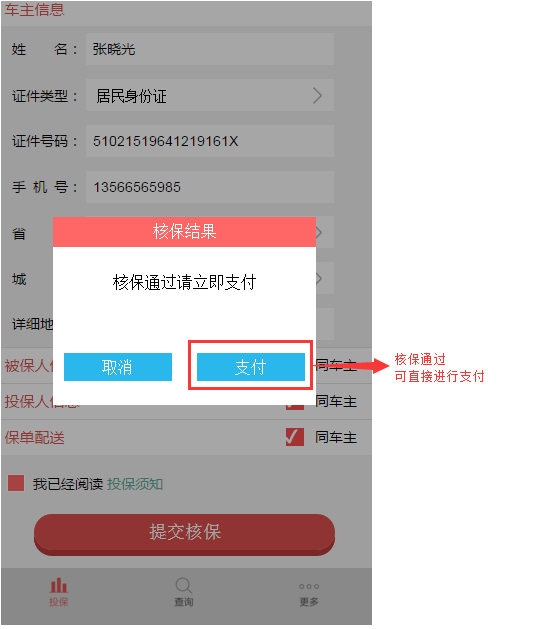 车主信息
姓 名： 张晓光
证件类型： 居民身份证
证件号码： 51021519641219161X
手 机 号： 13566565985
省
核保结果
城
核保通过请立即支付
详细地
取消
支付
核保通过
可直接进行支付
被保人信 同车主
投保人信息 同车主
保单配送 同车主
我已经阅读 投保须知
提交核保
投保 查询 更多